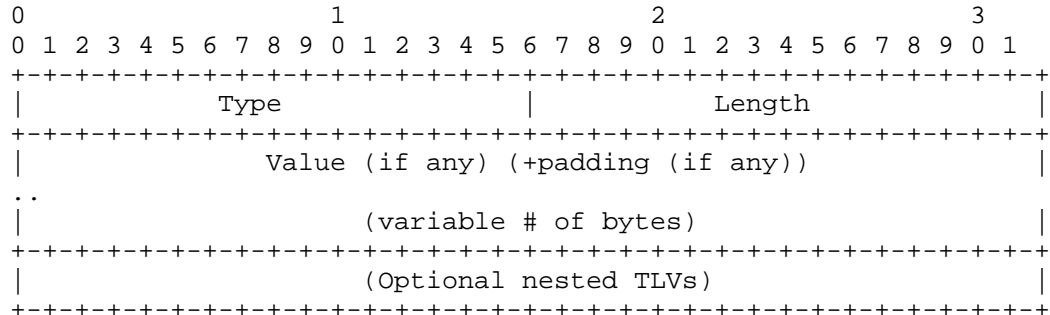 0                   1                   2                   3
0 1 2 3 4 5 6 7 8 9 0 1 2 3 4 5 6 7 8 9 0 1 2 3 4 5 6 7 8 9 0 1
+-+-+-+-+-+-+-+-+-+-+-+-+-+-+-+-+-+-+-+-+-+-+-+-+-+-+-+-+-+-+-+-+
|            Type               |           Length              |
+-+-+-+-+-+-+-+-+-+-+-+-+-+-+-+-+-+-+-+-+-+-+-+-+-+-+-+-+-+-+-+-+
|               Value (if any) (+padding (if any))              |
..
|                     (variable # of bytes)                     |
+-+-+-+-+-+-+-+-+-+-+-+-+-+-+-+-+-+-+-+-+-+-+-+-+-+-+-+-+-+-+-+-+
|                     (Optional nested TLVs)                    |
+-+-+-+-+-+-+-+-+-+-+-+-+-+-+-+-+-+-+-+-+-+-+-+-+-+-+-+-+-+-+-+-+